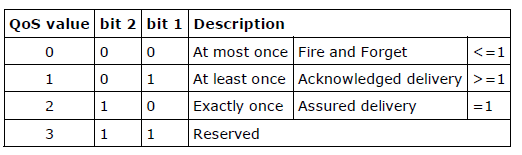 QoS value bit 2 bit 1 Description
0 0 0 At most once Fire and Forget <=1
1 0 1 At least once Acknowledged delivery >=1
2 1 0 Exactly once Assured delivery =1
3 1 1 Reserved